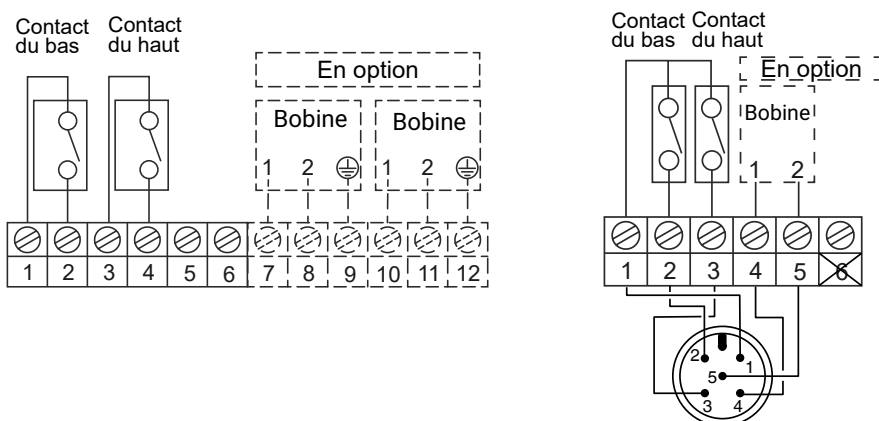 Contact du bas
Contact du haut
En option
Bobine
Bobine
1 2
1 2
1 2 3 4 5 6 7 8 9 10 11 12
Contact du bas
Contact du haut
En option
Bobine
1 2
1 2 3 4 5 6
2 1
5
3 4